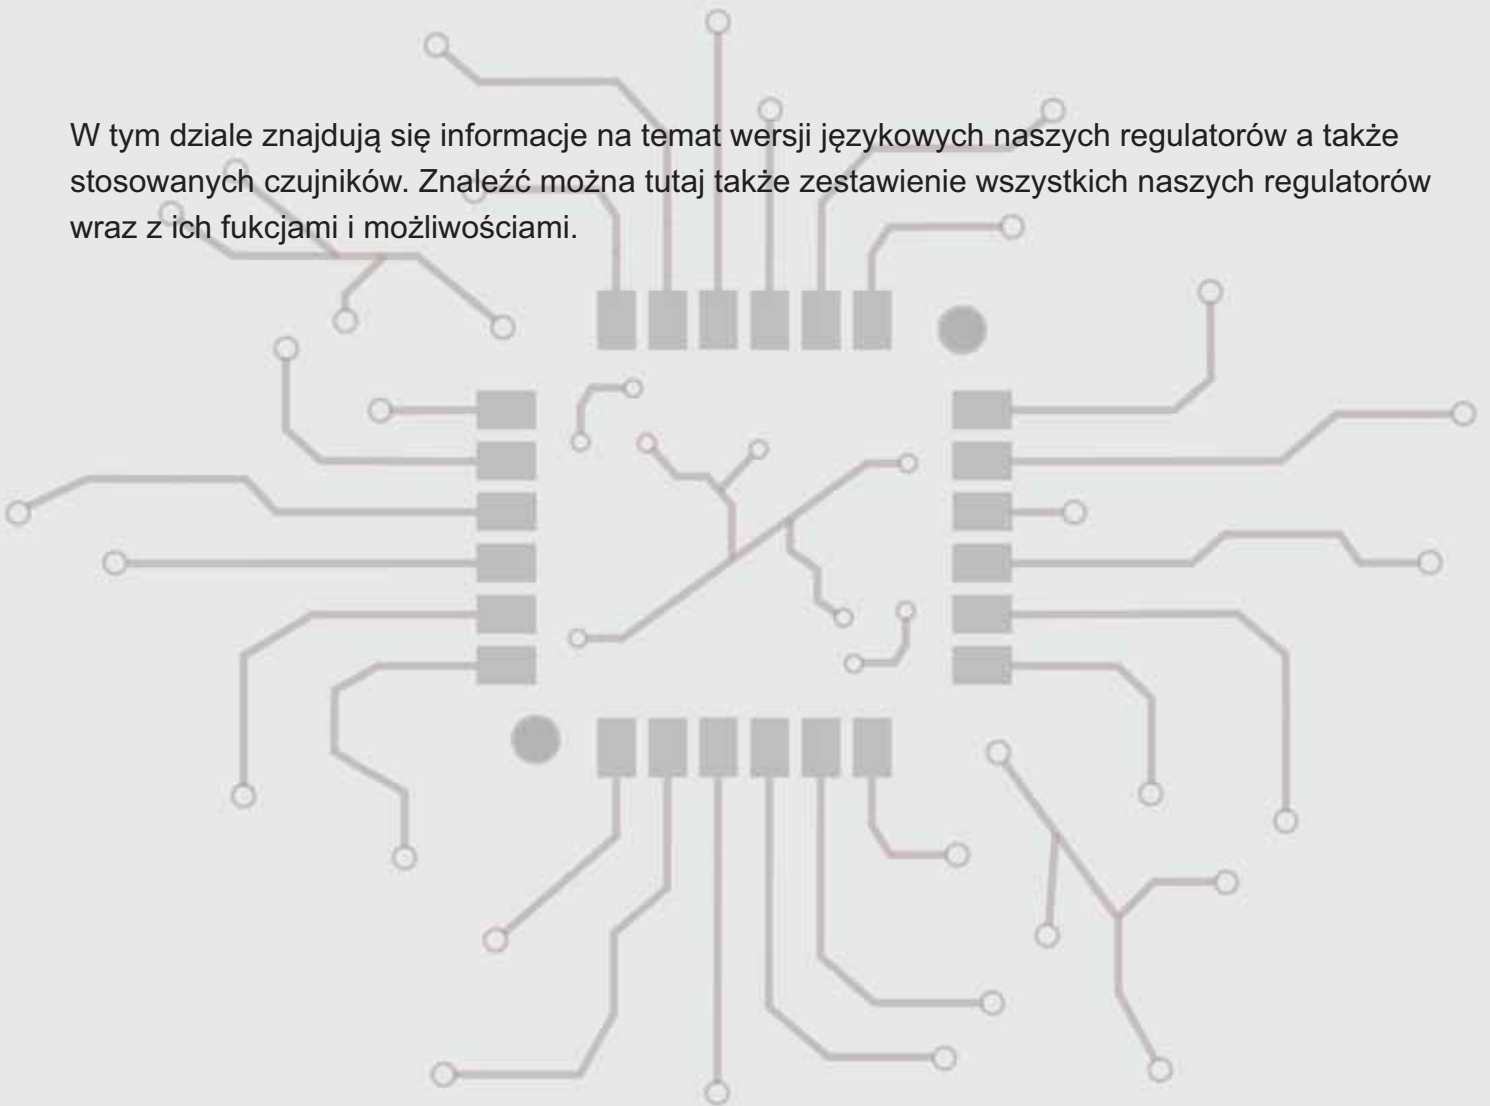 W tym dziale znajdują się informacje na temat wersji językowych naszych regulatorów a także
stosowanych czujników. Znaleźć można tutaj także zestawienie wszystkich naszych regulatorów
wraz z ich fukcjami i możliwościami.